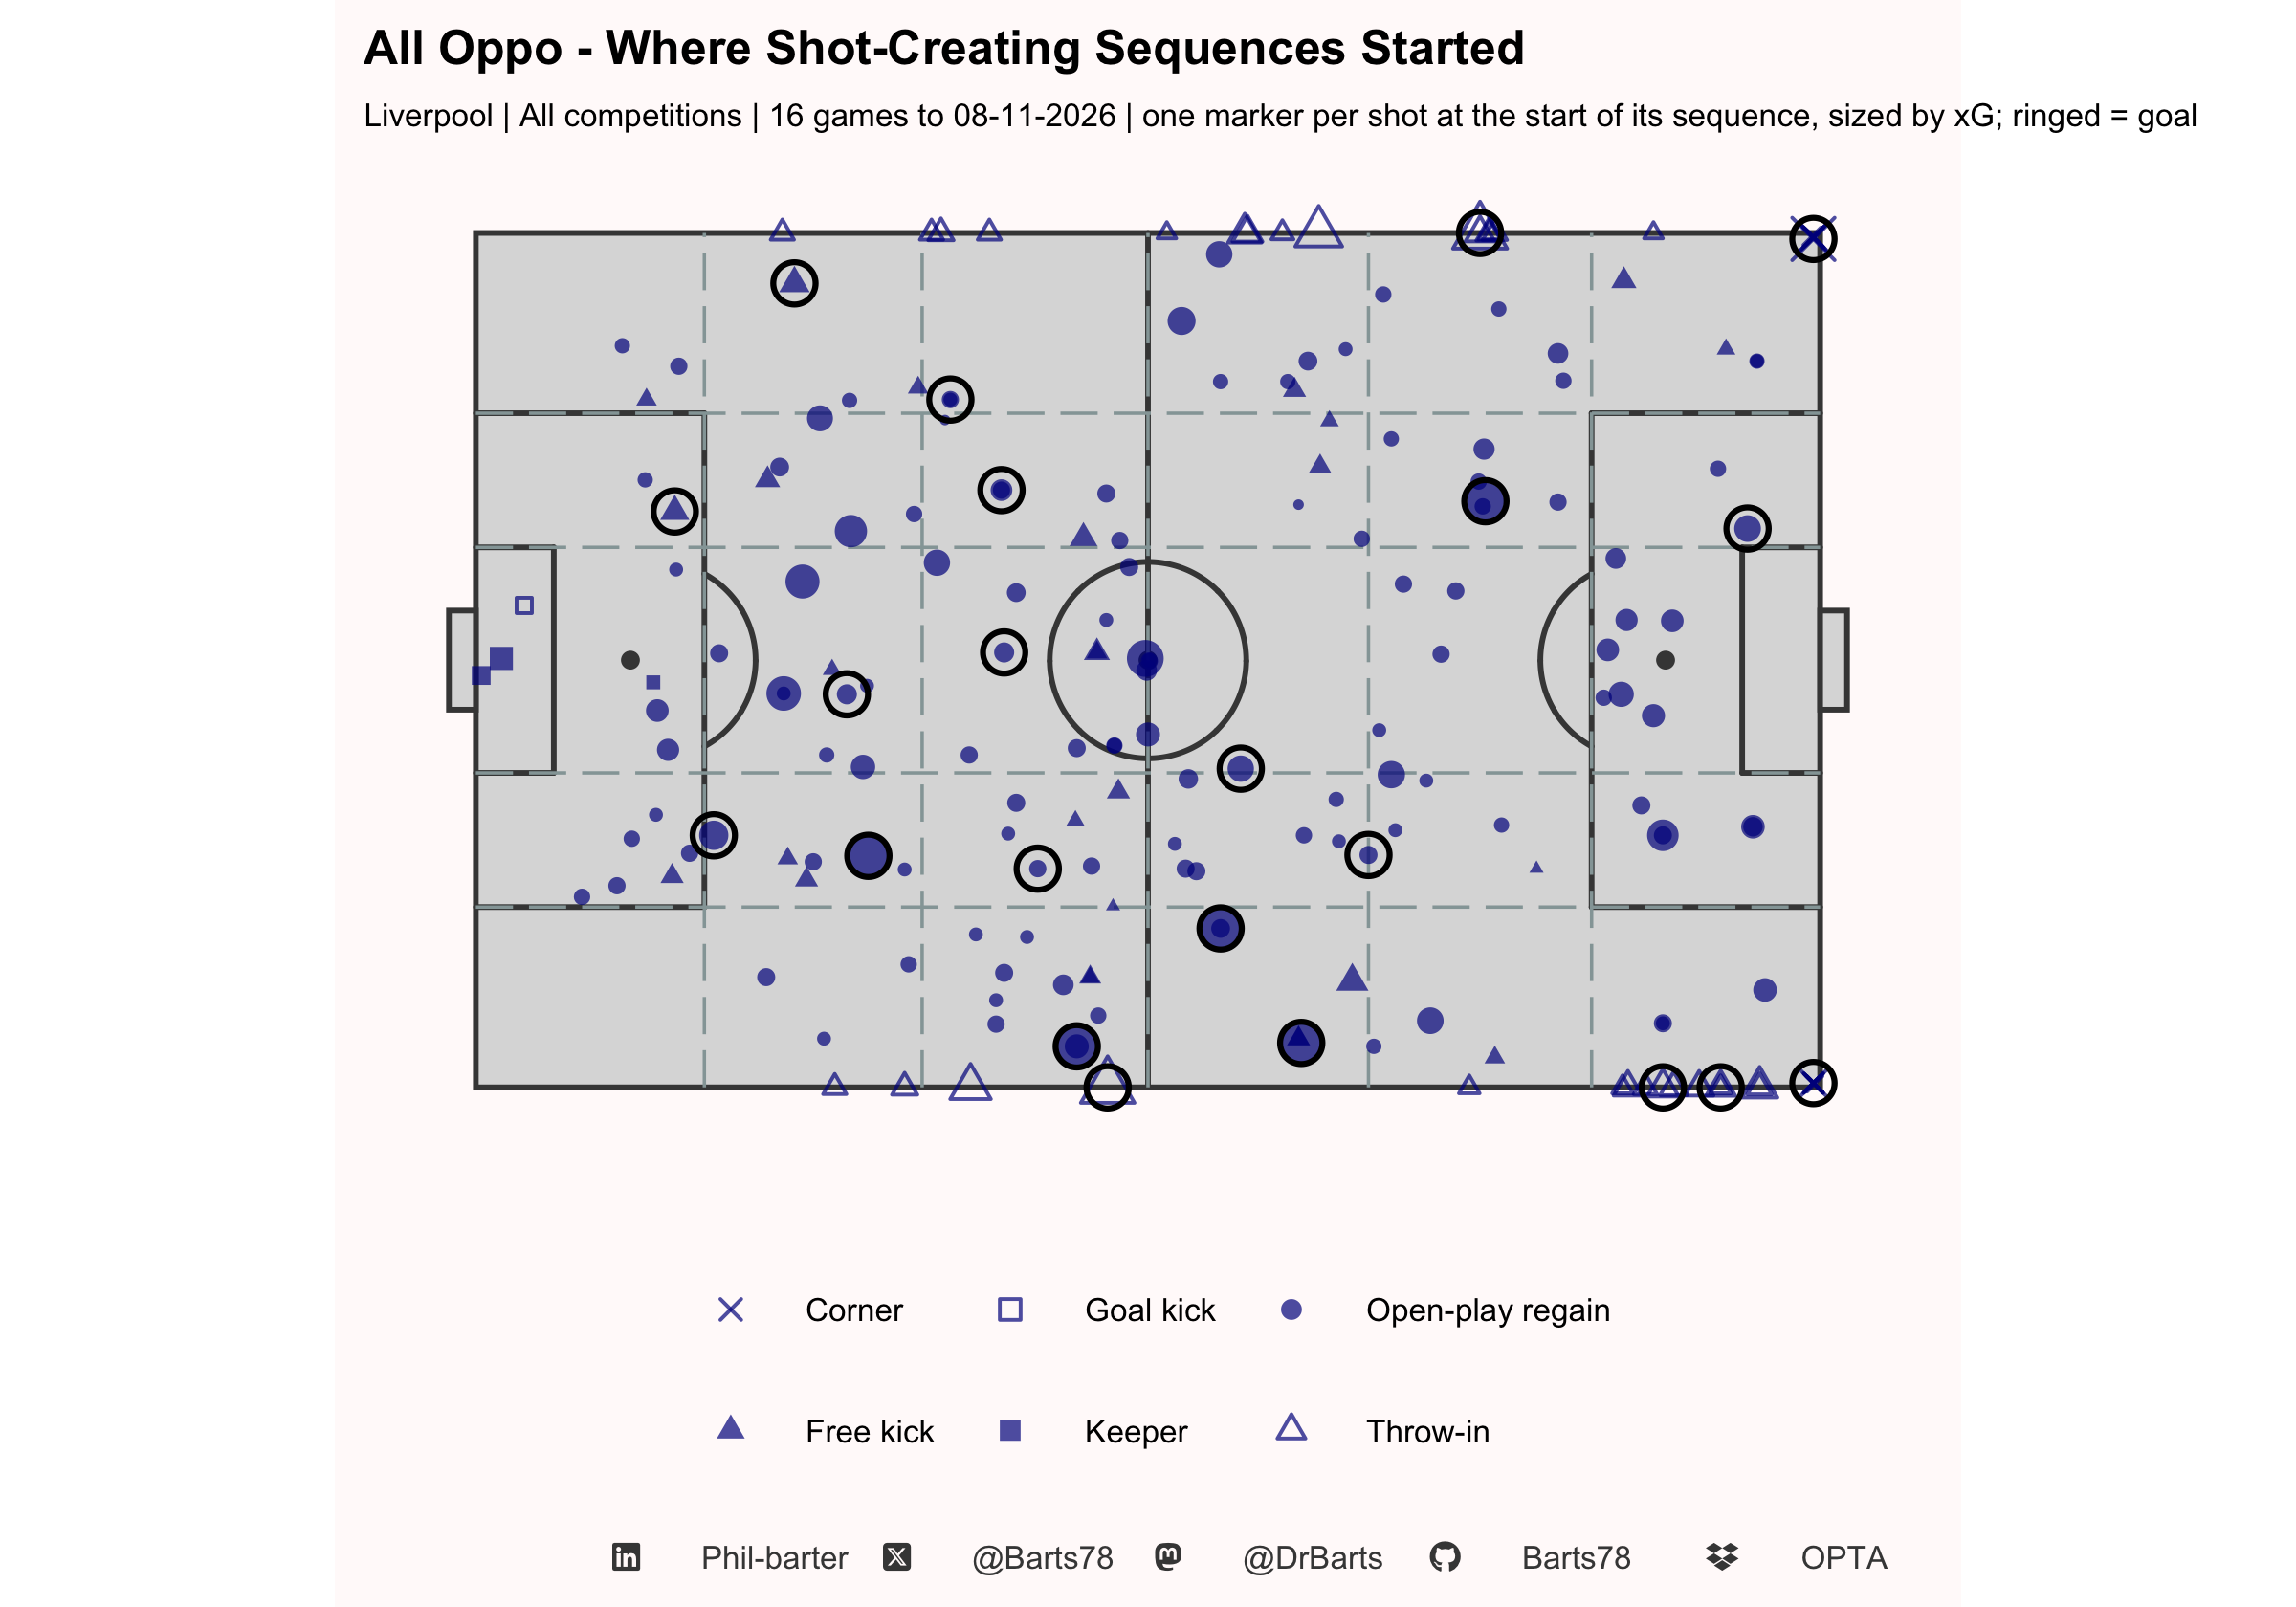 All Oppo - Where Shot-Creating Sequences Started
Liverpool | All competitions | 16 games to 08-11-2026 | one marker per shot at the start of its sequence, sized by xG; ringed = goal
Corner Goal kick Open-play regain
Free kick Keeper Throw-in
Phil-barter @Barts78 @DrBarts Barts78 OPTA